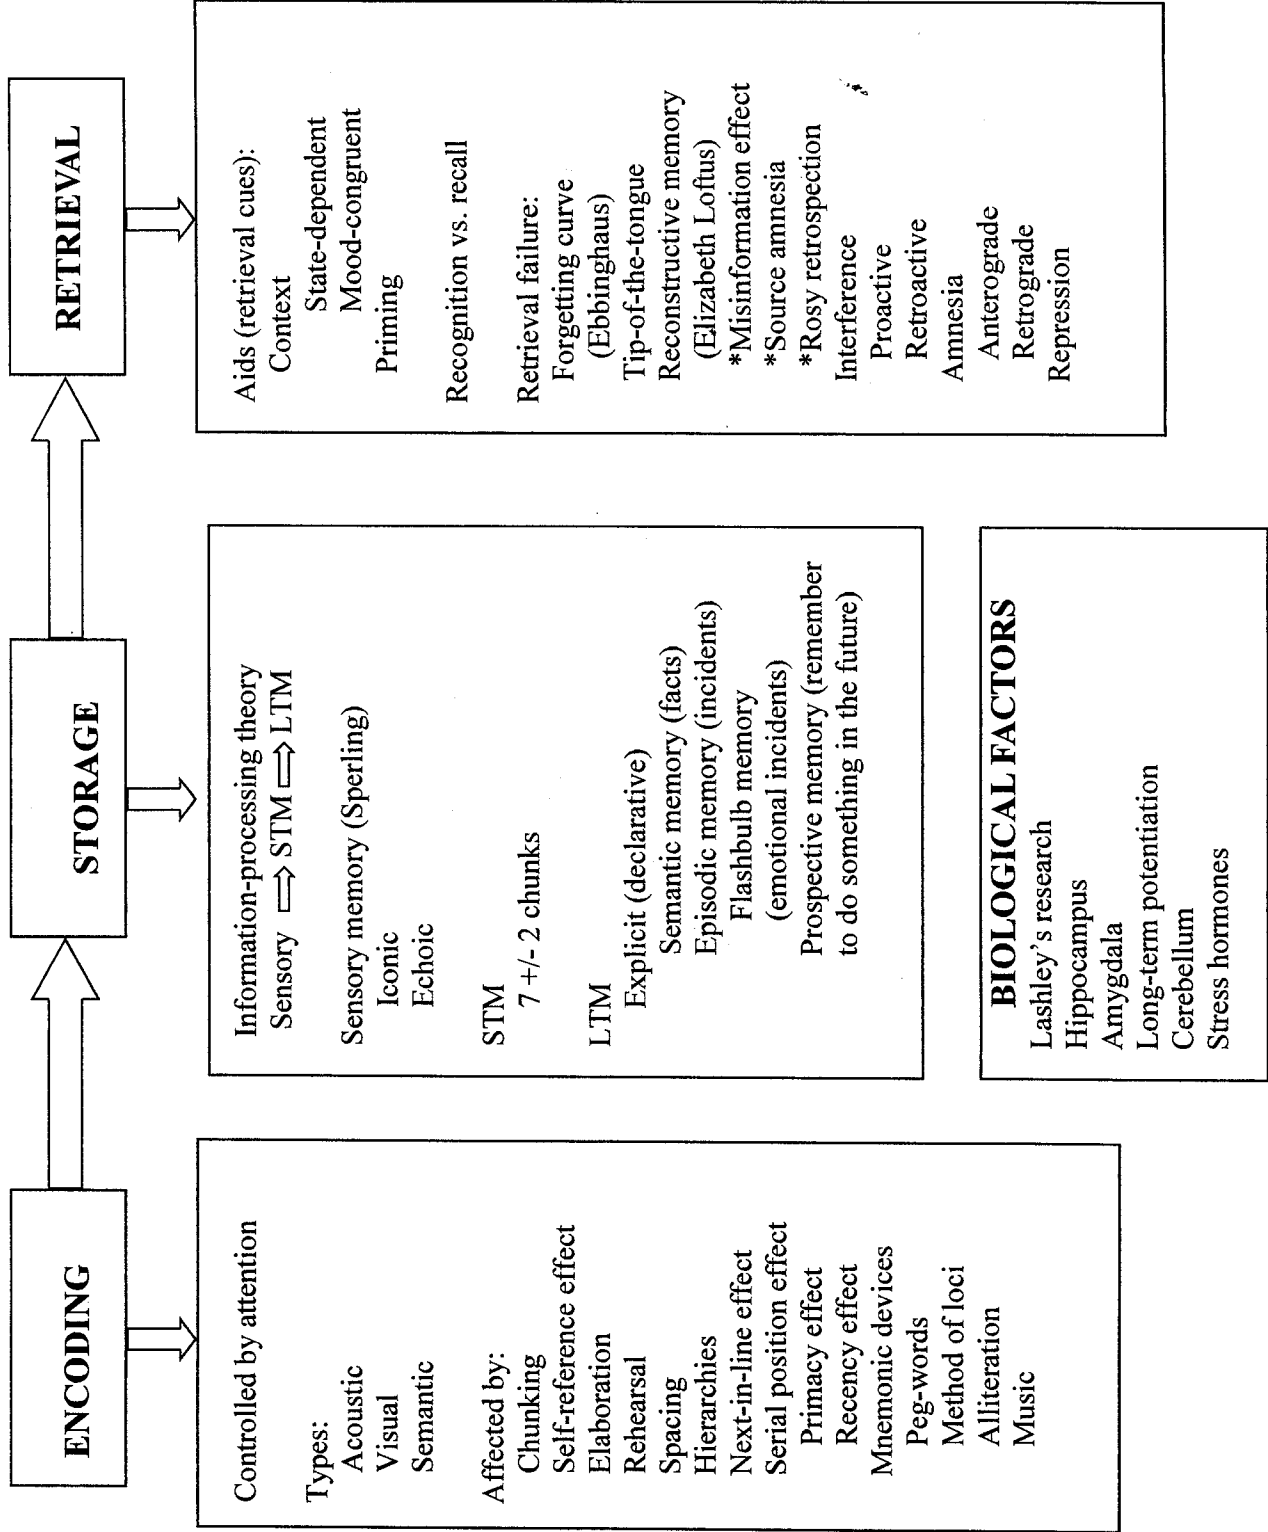 ENCODING
Controlled by attention
Types:
Acoustic
Visual
Semantic
Affected by:
Chunking
Self-reference effect
Elaboration
Rehearsal
Spacing
Hierarchies
Next-in-line effect
Serial position effect
Primacy effect
Recency effect
Mnemonic devices
Peg-words
Method of loci
Alliteration
Music
STORAGE
Information-processing theory
Sensory ⇨ STM ⇨ LTM
Sensory memory (Sperling)
Iconic
Echoic
STM
7 +/- 2 chunks
LTM
Explicit (declarative)
Semantic memory (facts)
Episodic memory (incidents)
Flashbulb memory
(emotional incidents)
Prospective memory (remember
to do something in the future)
BIOLOGICAL FACTORS
Lashley's research
Hippocampus
Amygdala
Long-term potentiation
Cerebellum
Stress hormones
RETRIEVAL
Aids (retrieval cues):
Context
State-dependent
Mood-congruent
Priming
Recognition vs. recall
Retrieval failure:
Forgetting curve
(Ebbinghaus)
Tip-of-the-tongue
Reconstructive memory
(Elizabeth Loftus)
*Misinformation effect
*Source amnesia
*Rosy retrospection
Interference
Proactive
Retroactive
Amnesia
Anterograde
Retrograde
Repression